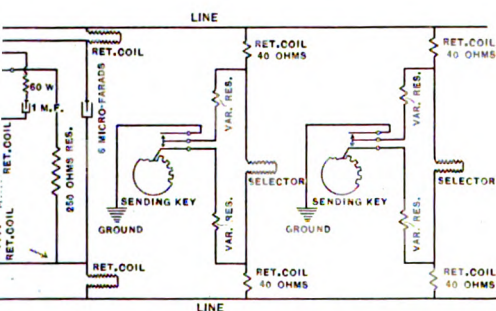 LINE
RET.COIL
RET. COIL
40 OHMS
RET. COIL
40 OHMS
60 W
1 M.F.
RET.COIL
250 OHMS RES.
6 MICRO-FARADS
VAR. RES.
VAR. RES.
SENDING KEY
SELECTOR
SENDING KEY
SELECTOR
GROUND
GROUND
VAR. RES.
VAR. RES.
RET.COIL
RET.COIL
RET. COIL
40 OHMS
RET. COIL
40 OHMS
LINE